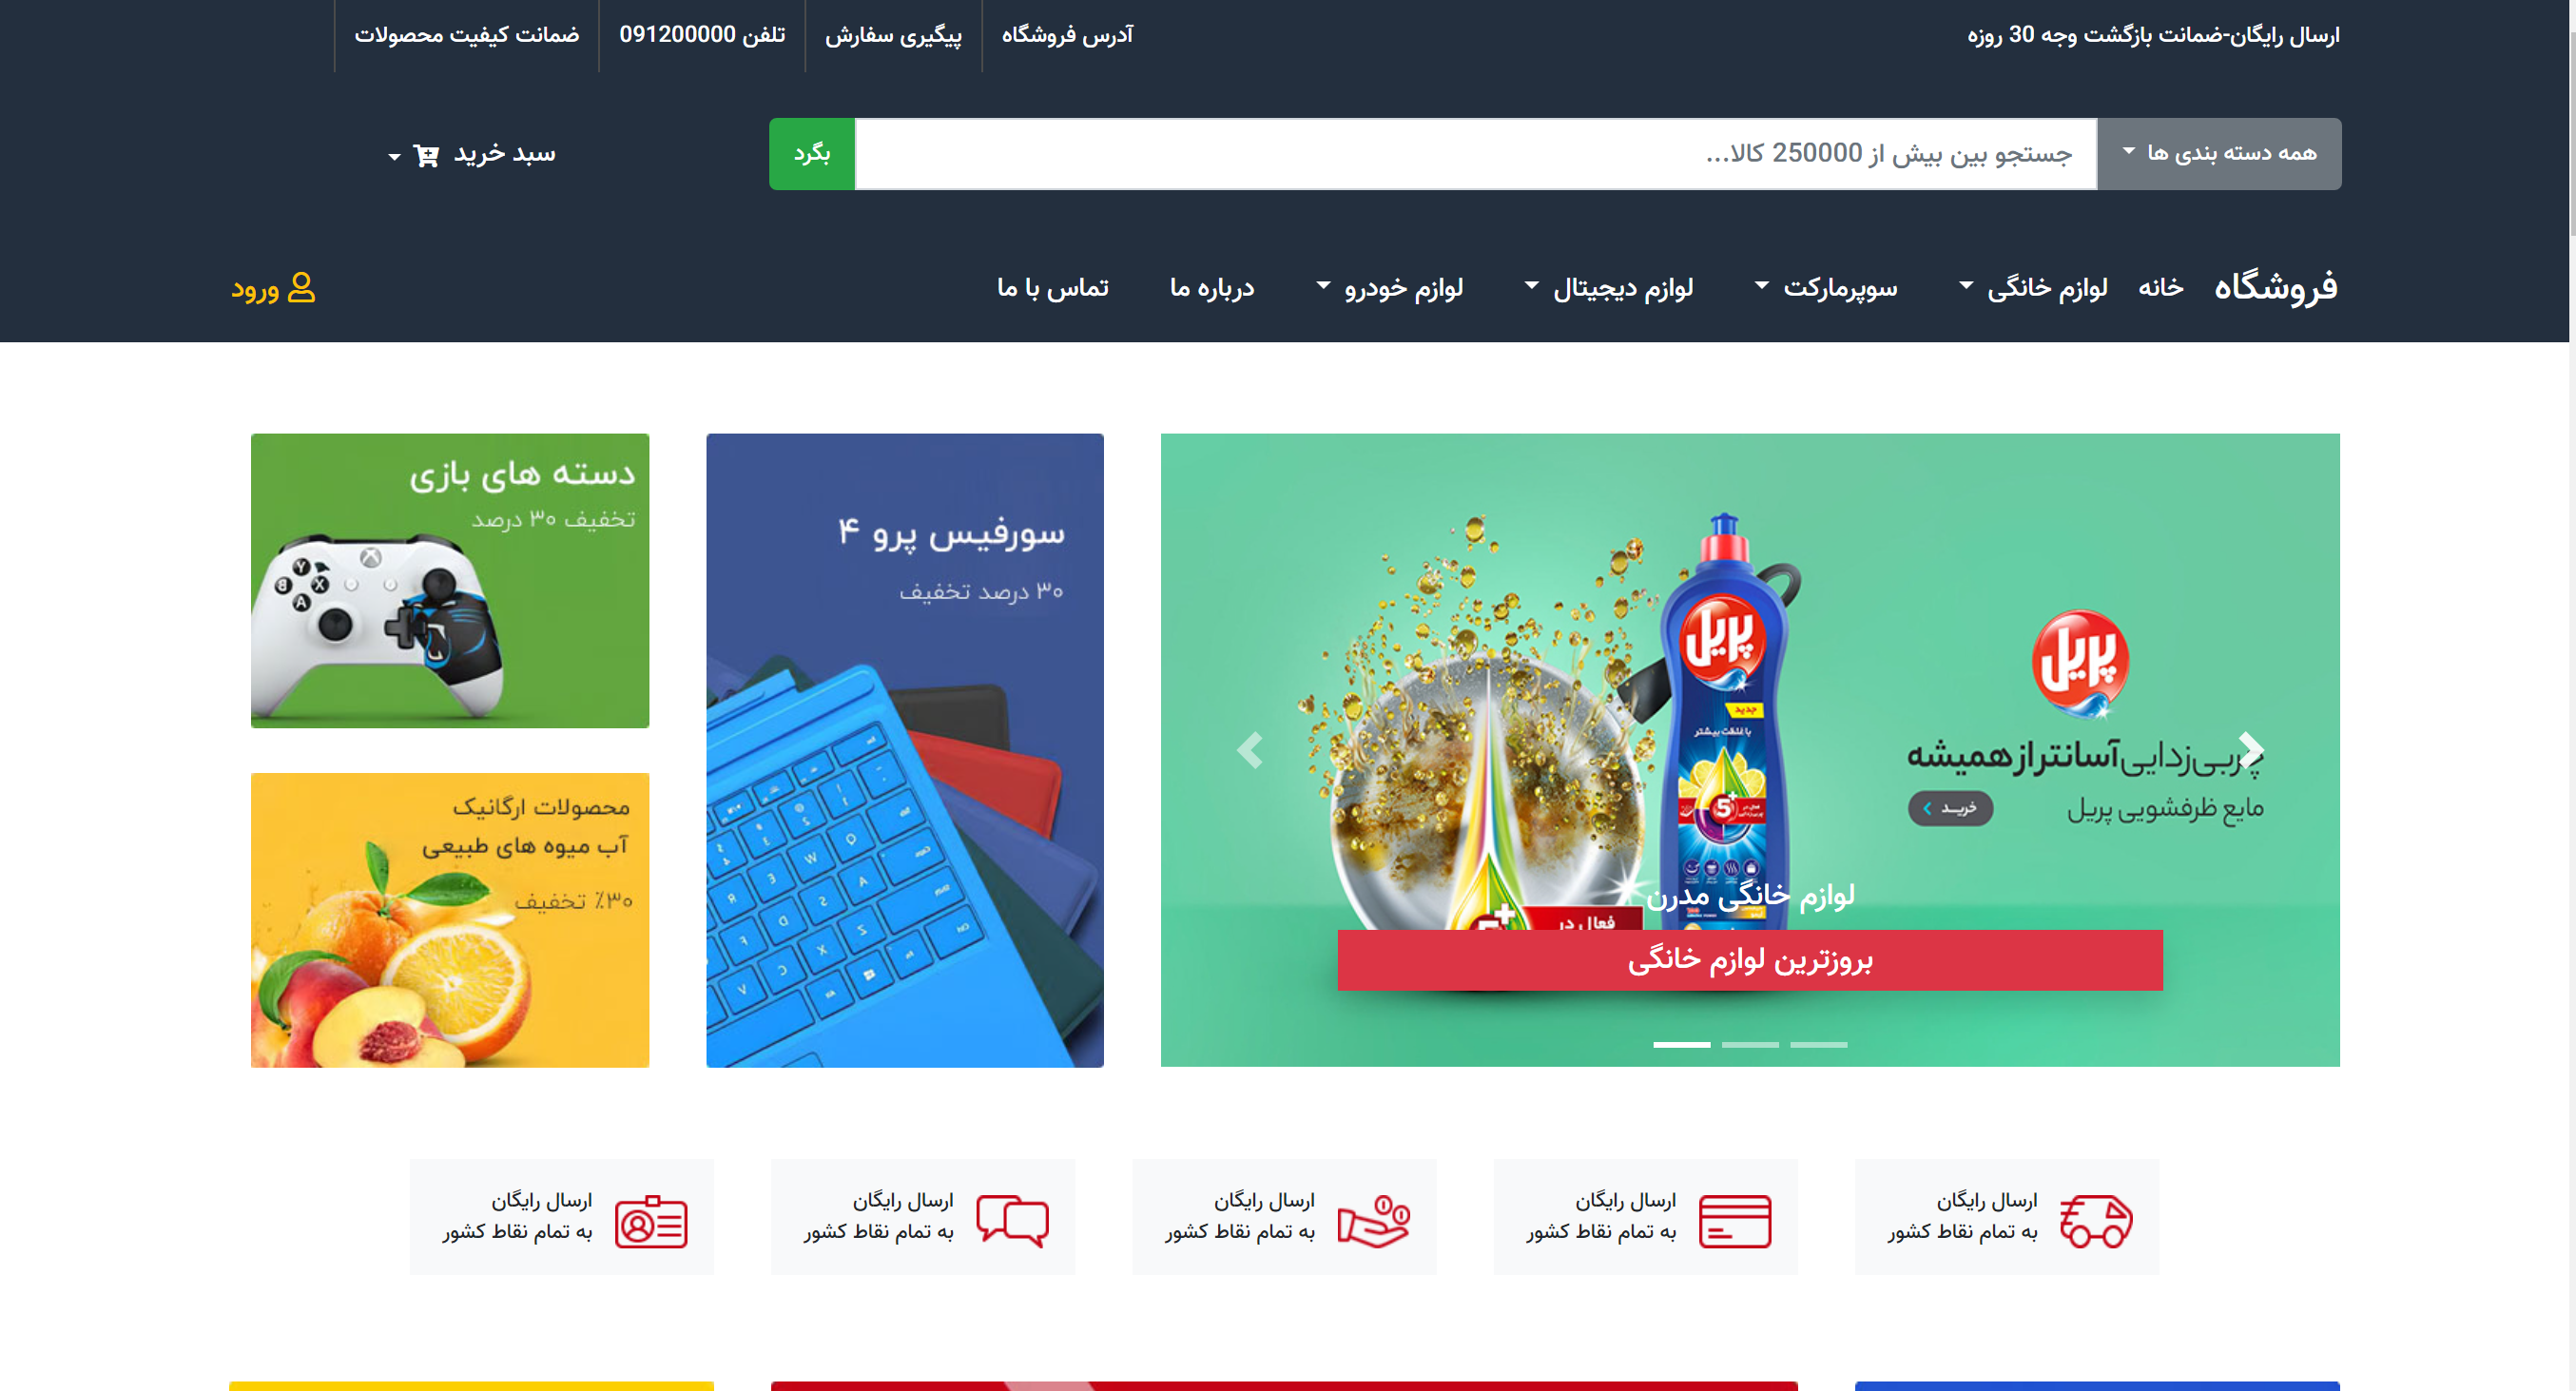 ارسال رایگان-ضمانت بازگشت وجه 30 روزه
آدرس فروشگاه
پیگیری سفارش
تلفن 091200000
ضمانت کیفیت محصولات
همه دسته بندی ها
جستجو بین بیش از 250000 کالا...
بگرد
سبد خرید
فروشگاه
خانه
لوازم خانگی
سوپرمارکت
لوازم دیجیتال
لوازم خودرو
درباره ما
تماس با ما
ورود
پریل
چربی‌زدایی آسانتر از همیشه
مایع ظرفشویی پریل
خرید
پریل
جدید
با غلظت بیشتر
5+
فعال در
لوازم خانگی مدرن
بروزترین لوازم خانگی
سورفیس پرو ۴
۳۰ درصد تخفیف
دسته های بازی
تخفیف ۳۰ درصد
Y
B
X
A
محصولات ارگانیک
آب میوه های طبیعی
۳۰٪ تخفیف
ارسال رایگان
به تمام نقاط کشور
ارسال رایگان
به تمام نقاط کشور
ارسال رایگان
به تمام نقاط کشور
ارسال رایگان
به تمام نقاط کشور
ارسال رایگان
به تمام نقاط کشور